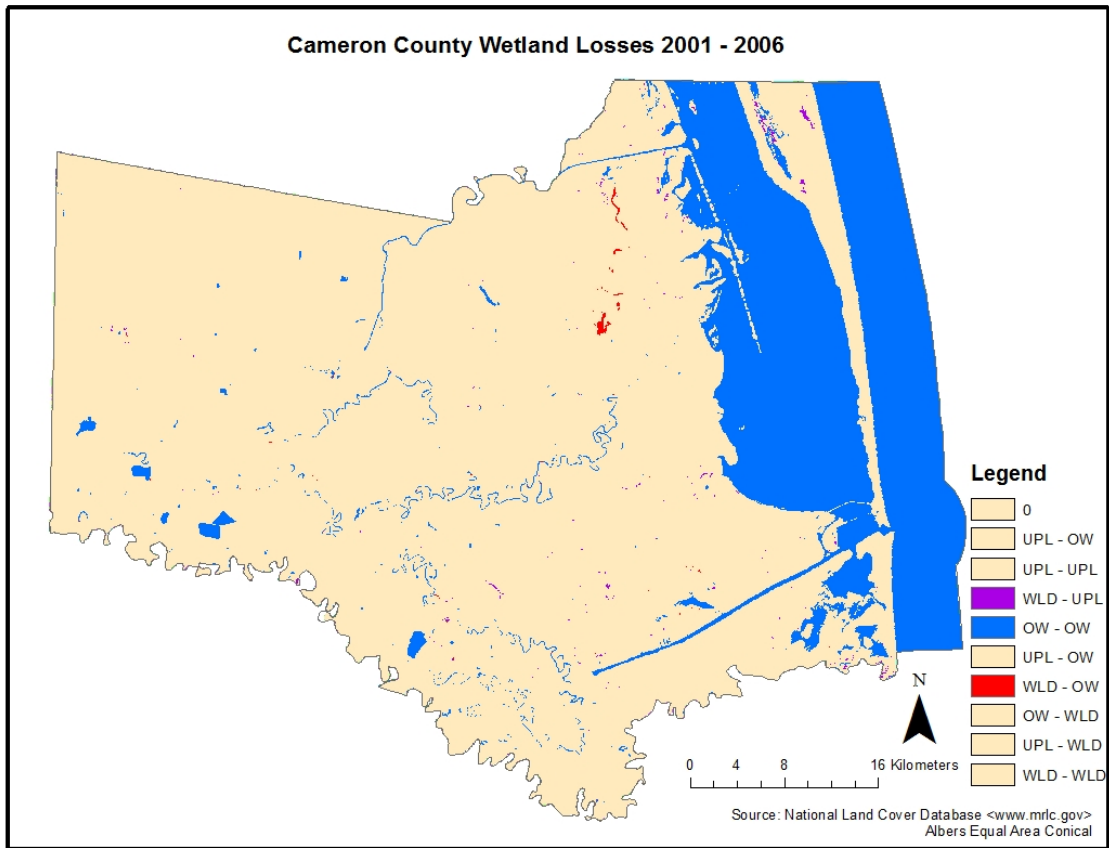 Cameron County Wetland Losses 2001 - 2006
Legend
0
UPL - OW
UPL - UPL
WLD - UPL
OW - OW
UPL - OW
WLD - OW
OW - WLD
UPL - WLD
WLD - WLD
N
0 4 8 16 Kilometers
Source: National Land Cover Database <www.mrlc.gov>
Albers Equal Area Conical